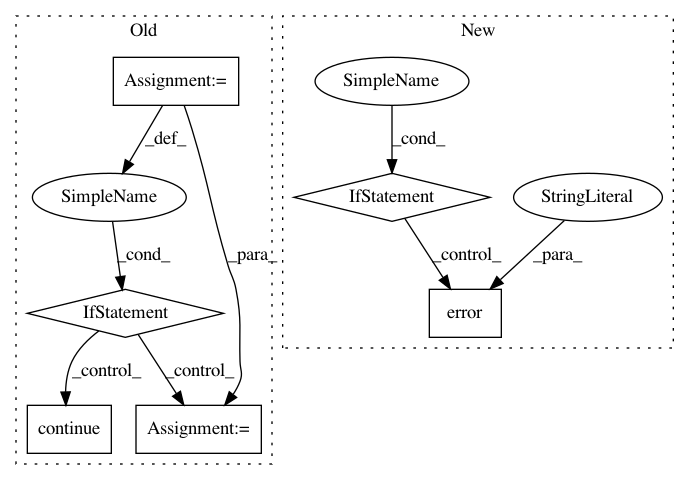 Old
New
Assignment:=
SimpleName
_def_
_cond_
SimpleName
_cond_
_para_
IfStatement
StringLiteral
_control_
_para_
IfStatement
error
_control_
_control_
continue
Assignment:=